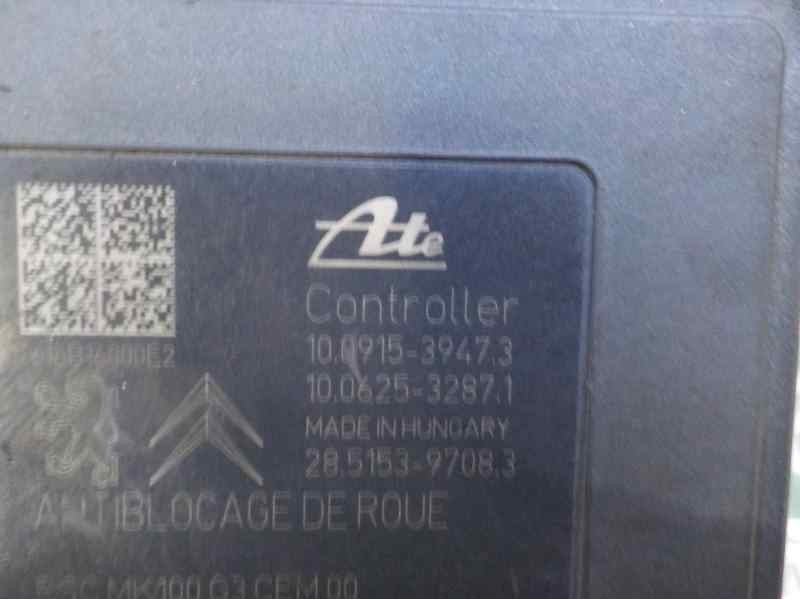 Ate
Controller
10.0915-3947.3
10.0625-3287.1
MADE IN HUNGARY
28.5153-9708.3
ANTIBLOCAGE DE ROUE
MK100